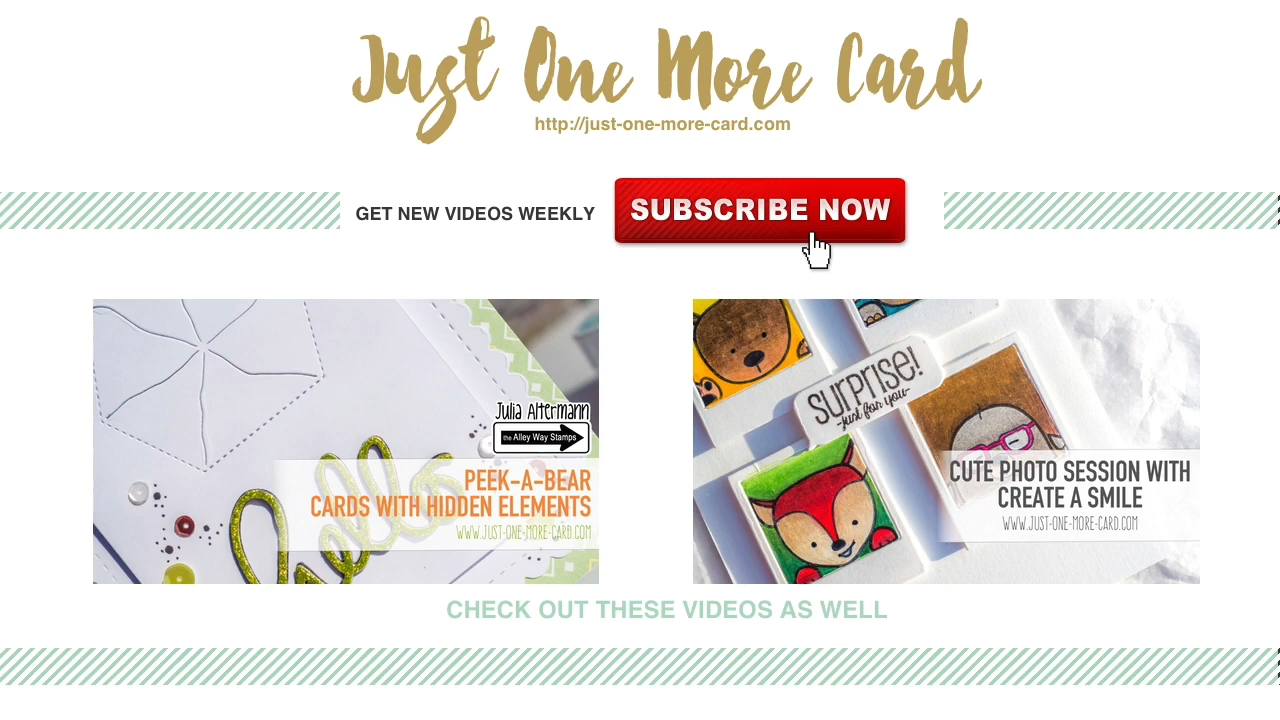 Just One More Card
http://just-one-more-card.com
GET NEW VIDEOS WEEKLY
SUBSCRIBE NOW
Julia Altermann
the Alley Way Stamps
PEEK-A-BEAR
CARDS WITH HIDDEN ELEMENTS
WWW.JUST-ONE-MORE-CARD.COM
hello
surprise!
-just for you-
CUTE PHOTO SESSION WITH
CREATE A SMILE
WWW.JUST-ONE-MORE-CARD.COM
CHECK OUT THESE VIDEOS AS WELL